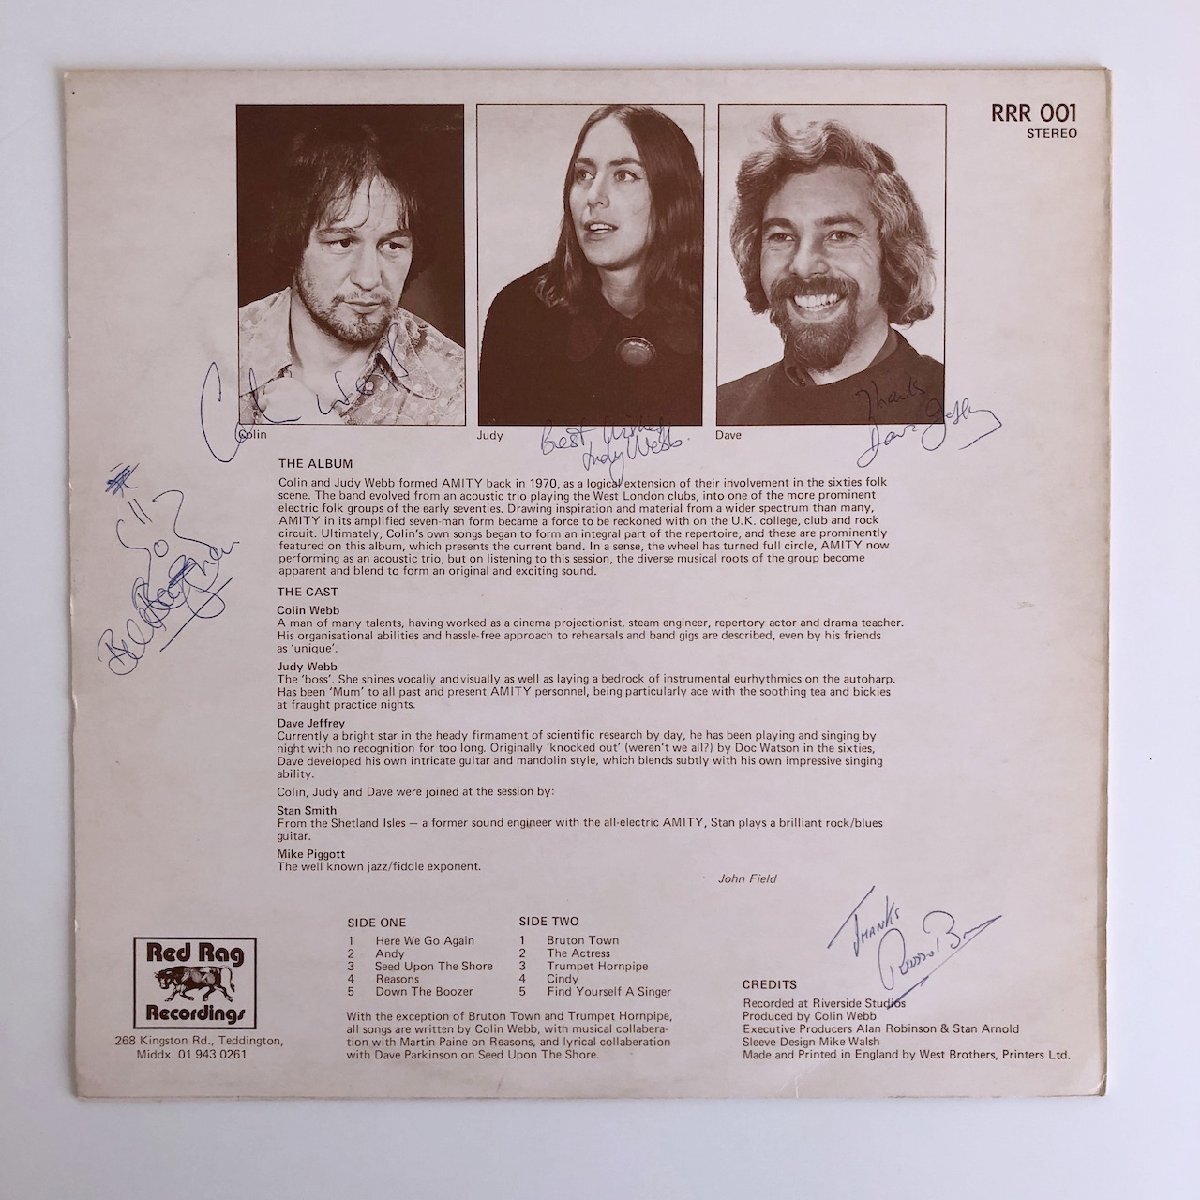 RRR 001
STEREO
Colin Webb
Colin
Judy
Best Wishes
Judy Webb.
Dave
Thanks
Dave Jeffrey
THE ALBUM
Colin and Judy Webb formed AMITY back in 1970, as a logical extension of their involvement in the sixties folk
scene. The band evolved from an acoustic trio playing the West London clubs, into one of the more prominent
electric folk groups of the early seventies. Drawing inspiration and material from a wider spectrum than many,
AMITY in its amplified seven-man form became a force to be reckoned with on the U.K. college, club and rock
circuit. Ultimately, Colin's own songs began to form an integral part of the repertoire, and these are prominently
featured on this album, which presents the current band. In a sense, the wheel has turned full circle, AMITY now
performing as an acoustic trio, but on listening to this session, the diverse musical roots of the group become
apparent and blend to form an original and exciting sound.
THE CAST
Colin Webb
A man of many talents, having worked as a cinema projectionist, steam engineer, repertory actor and drama teacher.
His organisational abilities and hassle-free approach to rehearsals and band gigs are described, even by his friends
as 'unique'.
Judy Webb
The 'boss'. She shines vocally and visually as well as laying a bedrock of instrumental eurhythmics on the autoharp.
Has been 'Mum' to all past and present AMITY personnel, being particularly ace with the soothing tea and bickies
at fraught practice nights.
Dave Jeffrey
Currently a bright star in the heady firmament of scientific research by day, he has been playing and singing by
night with no recognition for too long. Originally 'knocked out' (weren't we all?) by Doc Watson in the sixties,
Dave developed his own intricate guitar and mandolin style, which blends subtly with his own impressive singing
ability.
Colin, Judy and Dave were joined at the session by:
Stan Smith
From the Shetland Isles – a former sound engineer with the all-electric AMITY, Stan plays a brilliant rock/blues
guitar.
Mike Piggott
The well known jazz/fiddle exponent.
John Field
Thanks
SIDE ONE
1 Here We Go Again
2 Andy
3 Seed Upon The Shore
4 Reasons
5 Down The Boozer
SIDE TWO
1 Bruton Town
2 The Actress
3 Trumpet Hornpipe
4 Cindy
5 Find Yourself A Singer
With the exception of Bruton Town and Trumpet Hornpipe,
all songs are written by Colin Webb, with musical collabera-
tion with Martin Paine on Reasons, and lyrical collaberation
with Dave Parkinson on Seed Upon The Shore.
Red Rag
Recordings
268 Kingston Rd., Teddington,
Middx. 01 943 0261
CREDITS
Recorded at Riverside Studios
Produced by Colin Webb
Executive Producers Alan Robinson & Stan Arnold
Sleeve Design Mike Walsh
Made and Printed in England by West Brothers, Printers Ltd.